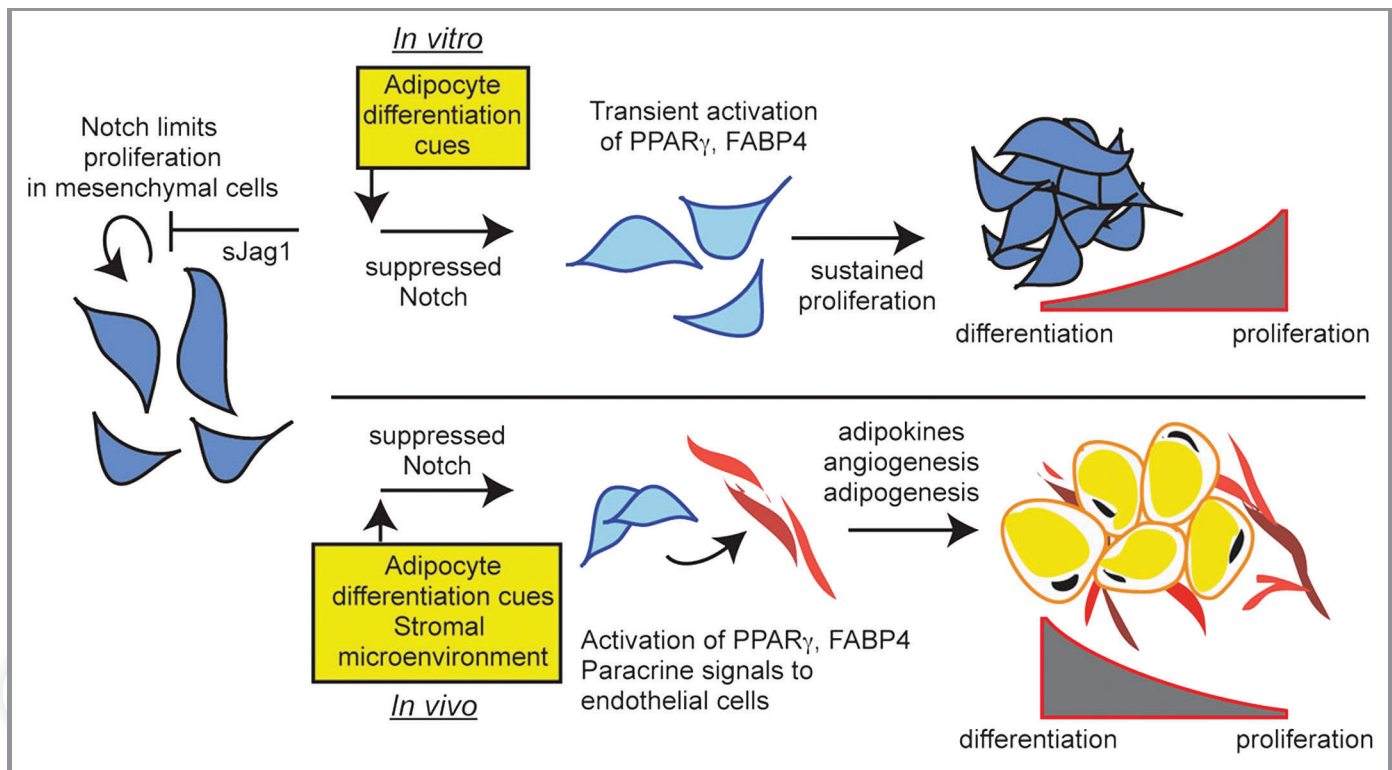 In vitro
Adipocyte
differentiation
cues
Notch limits
proliferation
in mesenchymal cells
sJag1
suppressed
Notch
Transient activation
of PPARγ, FABP4
sustained
proliferation
differentiation
proliferation
suppressed
Notch
Adipocyte
differentiation cues
Stromal
microenvironment
In vivo
Activation of PPARγ, FABP4
Paracrine signals to
endothelial cells
adipokines
angiogenesis
adipogenesis
differentiation
proliferation